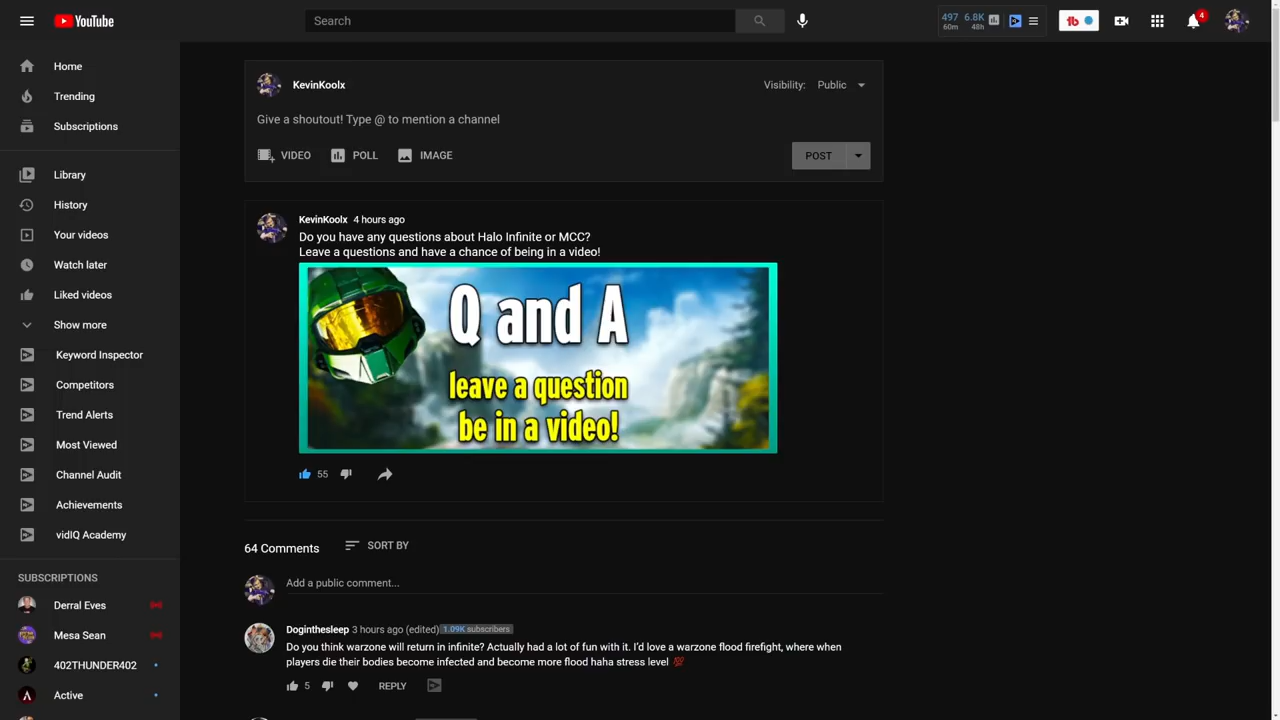 YouTube
Search
497 6.8K
60m 48h
4
Home
Trending
Subscriptions
Library
History
Your videos
Watch later
Liked videos
Show more
Keyword Inspector
Competitors
Trend Alerts
Most Viewed
Channel Audit
Achievements
vidIQ Academy
SUBSCRIPTIONS
Derral Eves
Mesa Sean
402THUNDER402
Active
KevinKoolx
Visibility: Public
Give a shoutout! Type @ to mention a channel
VIDEO POLL IMAGE
POST
KevinKoolx 4 hours ago
Do you have any questions about Halo Infinite or MCC?
Leave a questions and have a chance of being in a video!
Q and A
leave a question
be in a video!
55
64 Comments SORT BY
Add a public comment...
Doginthesleep 3 hours ago (edited) 1.09K subscribers
Do you think warzone will return in infinite? Actually had a lot of fun with it. I'd love a warzone flood firefight, where when
players die their bodies become infected and become more flood haha stress level 💯
5 REPLY